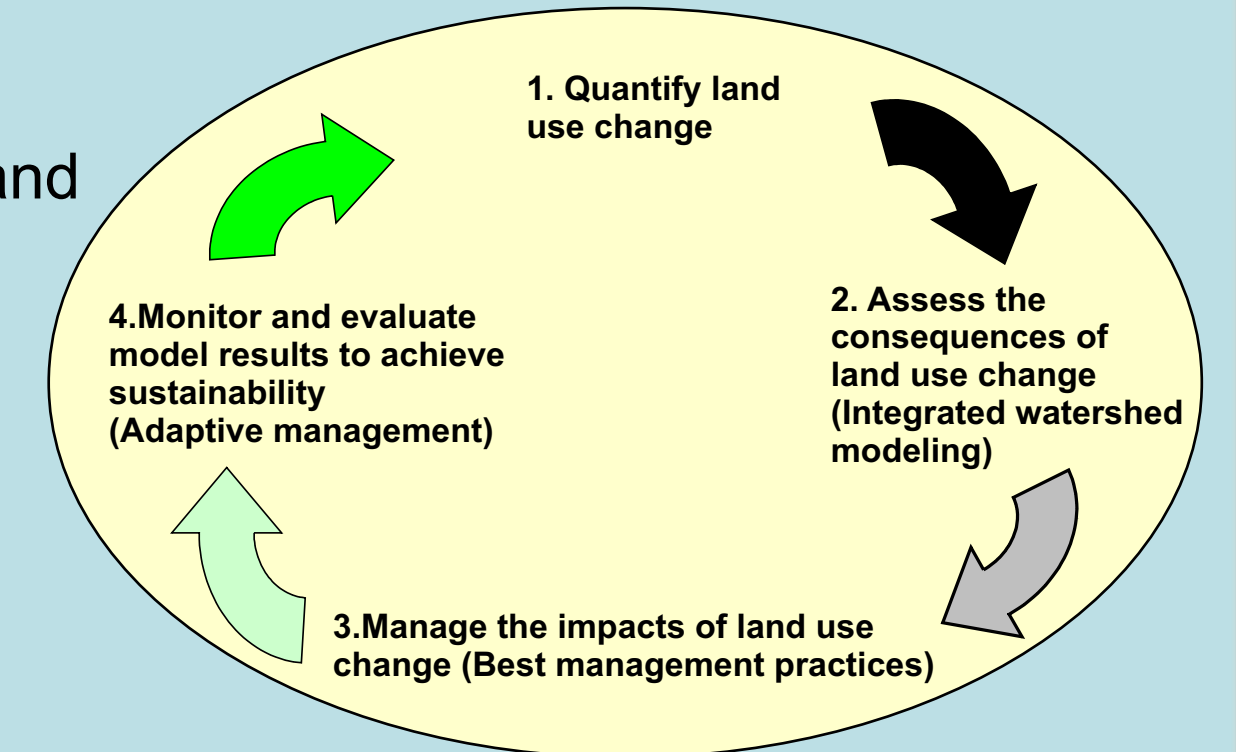 and
1. Quantify land
use change
2. Assess the
consequences of
land use change
(Integrated watershed
modeling)
3.Manage the impacts of land use
change (Best management practices)
4.Monitor and evaluate
model results to achieve
sustainability
(Adaptive management)